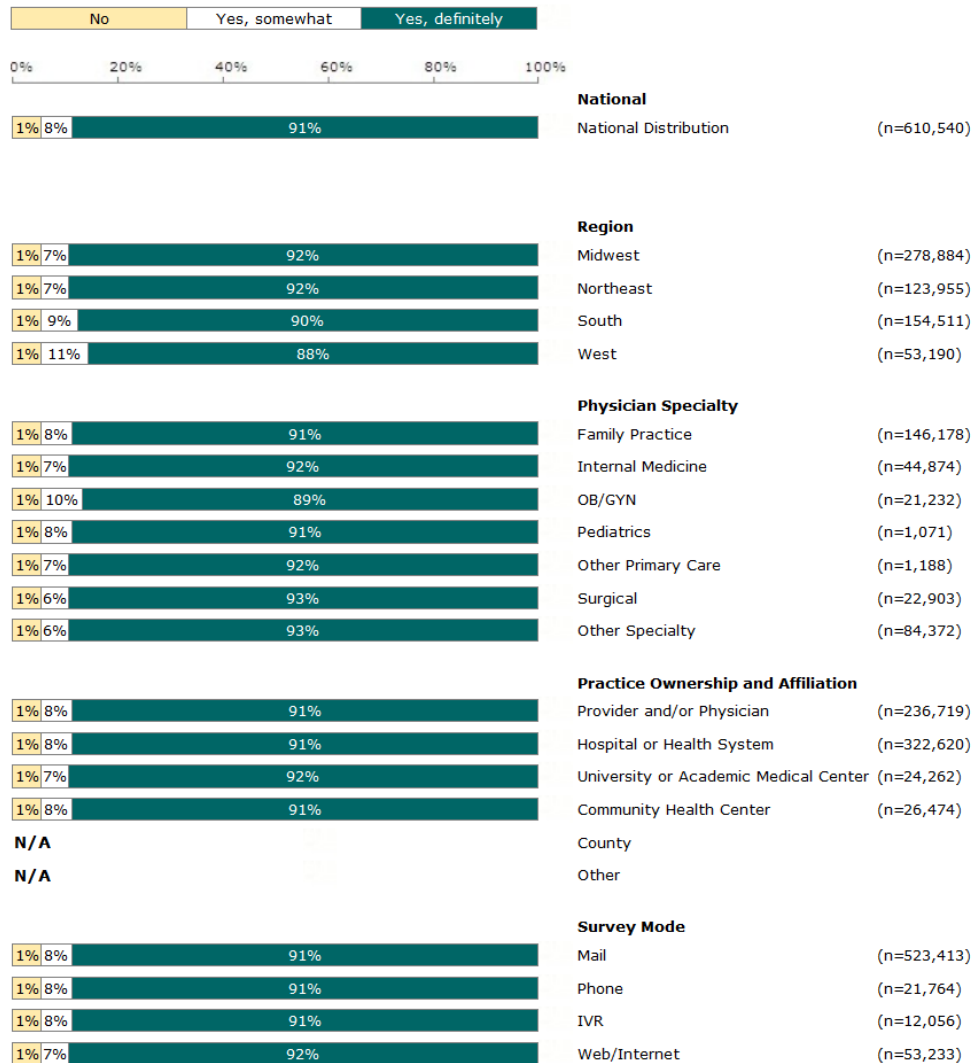 No Yes, somewhat Yes, definitely
0% 20% 40% 60% 80% 100%
National
1% 8% 91% National Distribution (n=610,540)
Region
1% 7% 92% Midwest (n=278,884)
1% 7% 92% Northeast (n=123,955)
1% 9% 90% South (n=154,511)
1% 11% 88% West (n=53,190)
Physician Specialty
1% 8% 91% Family Practice (n=146,178)
1% 7% 92% Internal Medicine (n=44,874)
1% 10% 89% OB/GYN (n=21,232)
1% 8% 91% Pediatrics (n=1,071)
1% 7% 92% Other Primary Care (n=1,188)
1% 6% 93% Surgical (n=22,903)
1% 6% 93% Other Specialty (n=84,372)
Practice Ownership and Affiliation
1% 8% 91% Provider and/or Physician (n=236,719)
1% 8% 91% Hospital or Health System (n=322,620)
1% 7% 92% University or Academic Medical Center (n=24,262)
1% 8% 91% Community Health Center (n=26,474)
N/A County
N/A Other
Survey Mode
1% 8% 91% Mail (n=523,413)
1% 8% 91% Phone (n=21,764)
1% 8% 91% IVR (n=12,056)
1% 7% 92% Web/Internet (n=53,233)